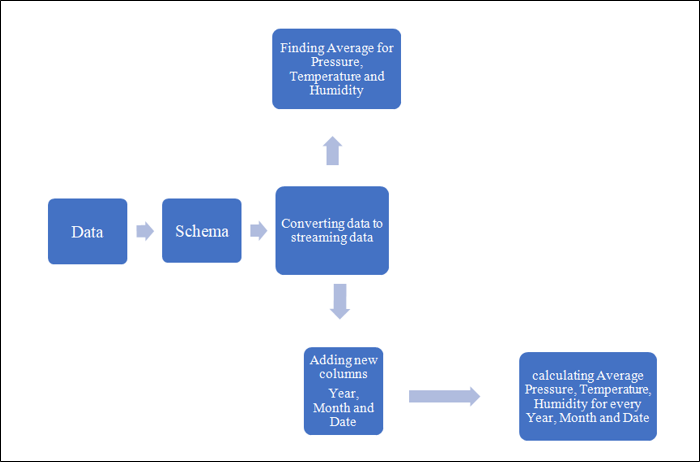 Finding Average for
Pressure,
Temperature and
Humidity
Data
Schema
Converting data to
streaming data
Adding new
columns
Year,
Month and
Date
calculating Average
Pressure, Temperature,
Humidity for every
Year, Month and Date